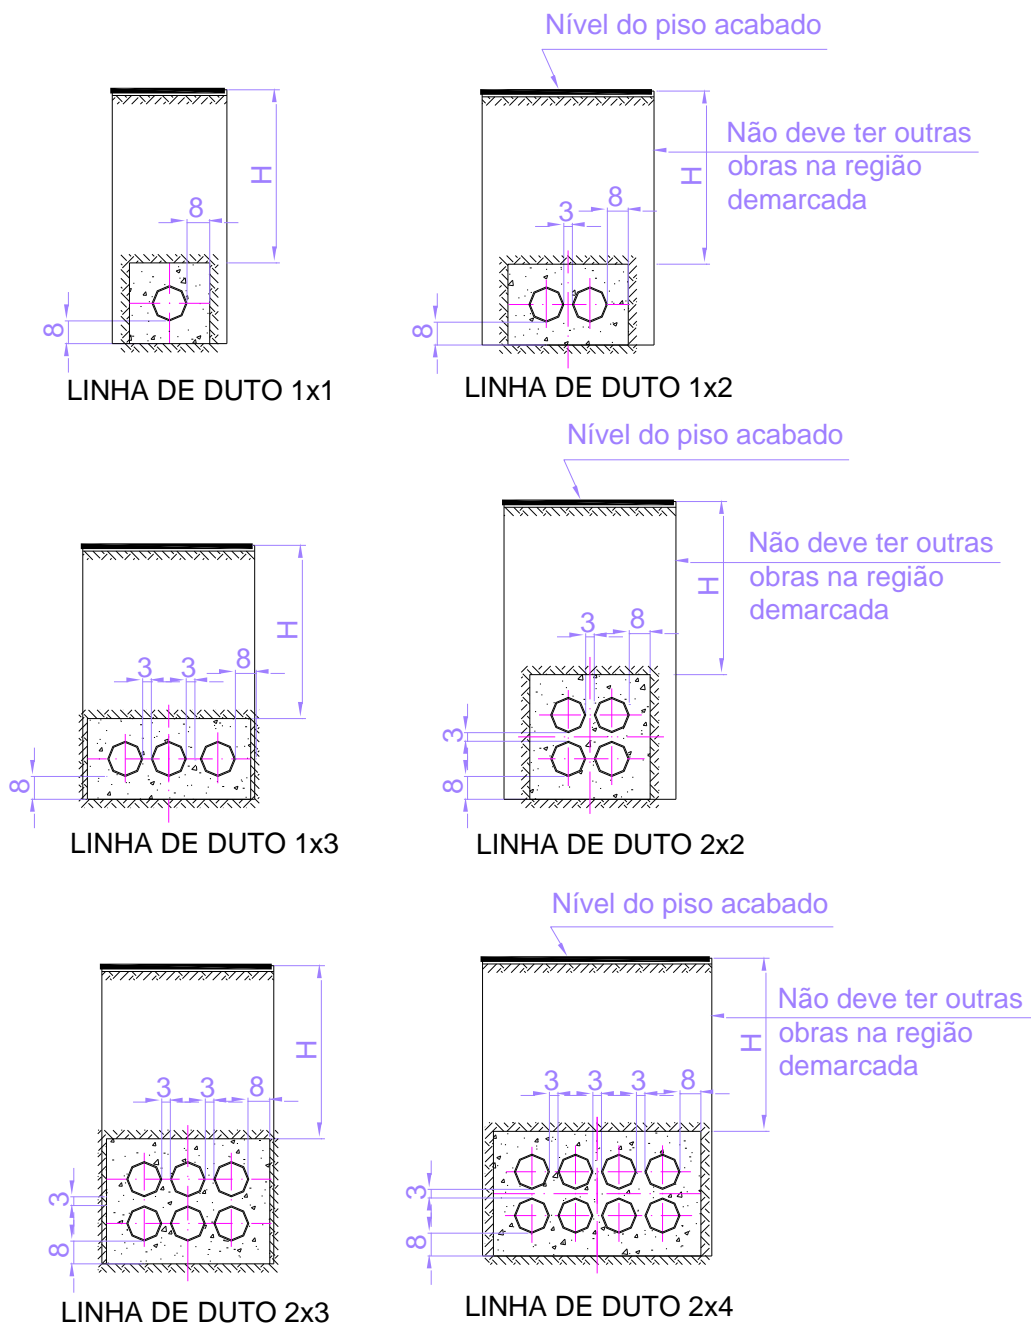 Nível do piso acabado
H
8
8
LINHA DE DUTO 1x1
Não deve ter outras
obras na região
demarcada
H
8
3
8
LINHA DE DUTO 1x2
Nível do piso acabado
H
3
3
8
8
LINHA DE DUTO 1x3
Não deve ter outras
obras na região
demarcada
H
3
8
3
8
LINHA DE DUTO 2x2
Nível do piso acabado
H
3
3
8
3
8
LINHA DE DUTO 2x3
Não deve ter outras
obras na região
demarcada
H
3
3
3
8
3
8
LINHA DE DUTO 2x4